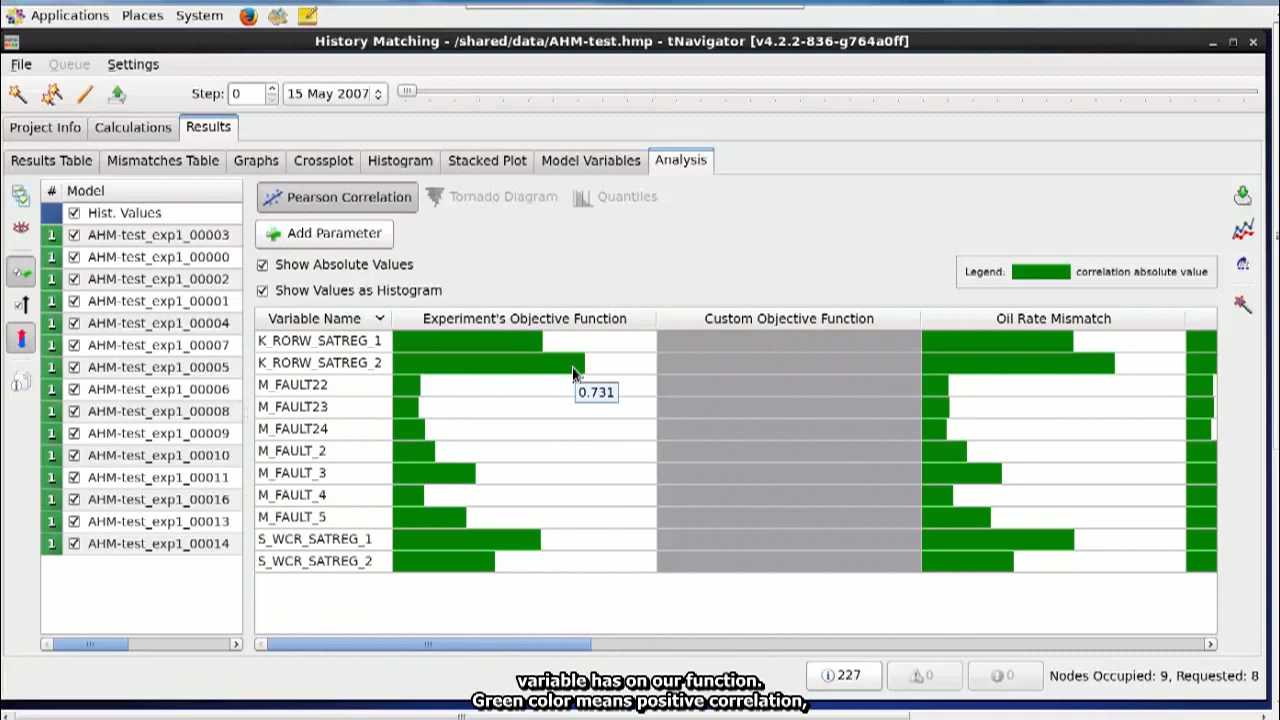 Applications Places System
History Matching - /shared/data/AHM-test.hmp - tNavigator [v4.2.2-836-g764a0ff]
File Queue Settings
Step: 0 15 May 2007
Project Info Calculations Results
Results Table Mismatches Table Graphs Crossplot Histogram Stacked Plot Model Variables Analysis
# Model
Hist. Values
1 AHM-test_exp1_00003
1 AHM-test_exp1_00000
1 AHM-test_exp1_00002
1 AHM-test_exp1_00001
1 AHM-test_exp1_00004
1 AHM-test_exp1_00007
1 AHM-test_exp1_00005
1 AHM-test_exp1_00006
1 AHM-test_exp1_00008
1 AHM-test_exp1_00009
1 AHM-test_exp1_00010
1 AHM-test_exp1_00011
1 AHM-test_exp1_00016
1 AHM-test_exp1_00013
1 AHM-test_exp1_00014
Pearson Correlation Tornado Diagram Quantiles
Add Parameter
Show Absolute Values
Show Values as Histogram
Legend: correlation absolute value
Variable Name Experiment's Objective Function Custom Objective Function Oil Rate Mismatch
K_RORW_SATREG_1
K_RORW_SATREG_2
M_FAULT22
M_FAULT23
M_FAULT24
M_FAULT_2
M_FAULT_3
M_FAULT_4
M_FAULT_5
S_WCR_SATREG_1
S_WCR_SATREG_2
0.731
227 0 0 Nodes Occupied: 9, Requested: 8
variable has on our function.
Green color means positive correlation,